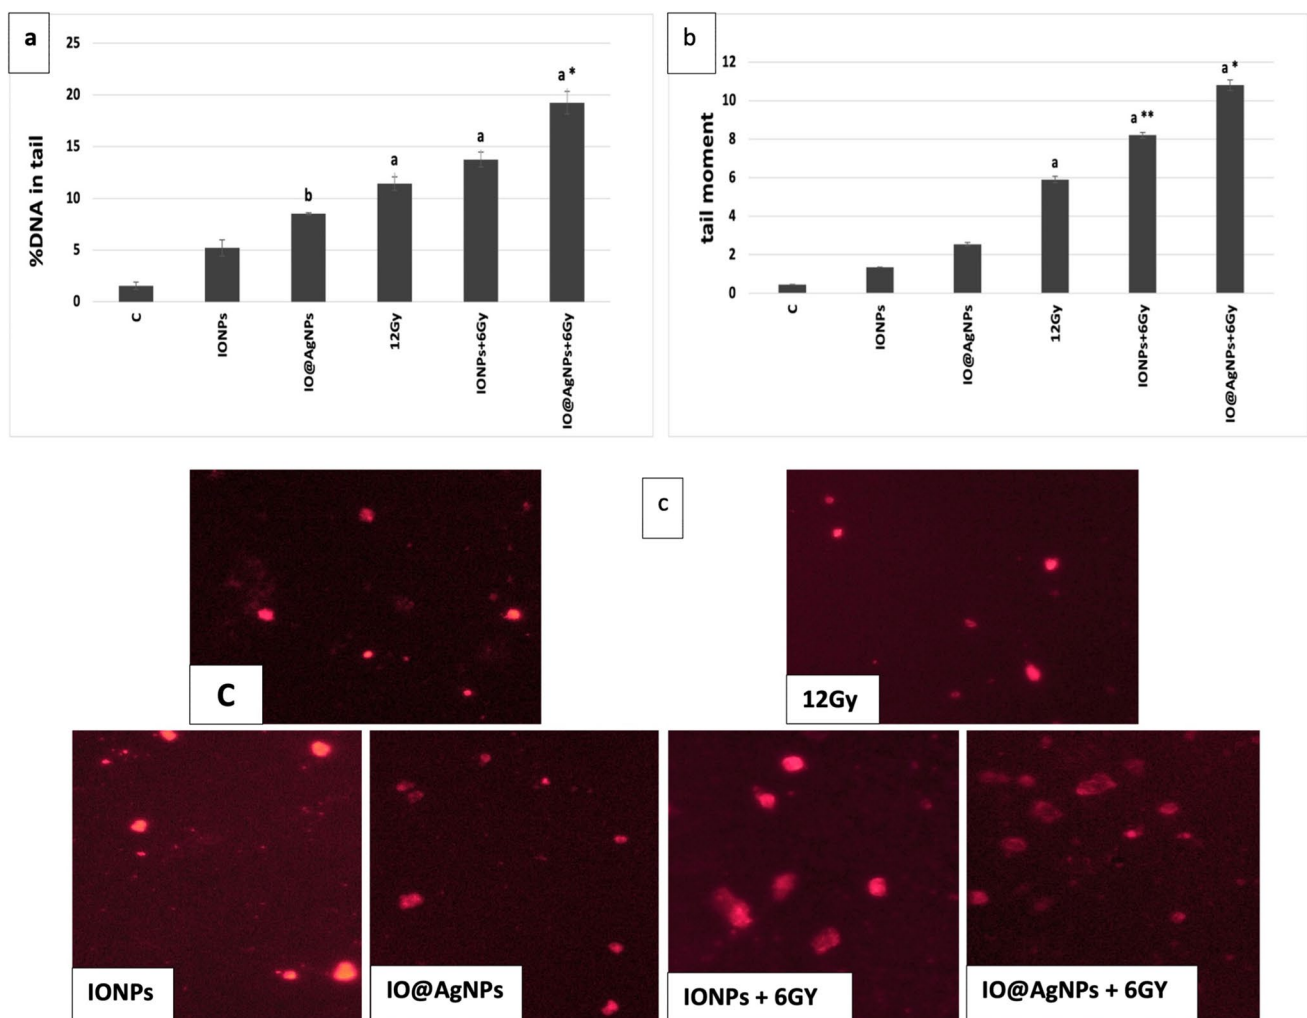 a
%DNA in tail
25
20
15
10
5
0
b
a
a
a *
C
IONPs
IO@AgNPs
12Gy
IONPs+6Gy
IO@AgNPs+6Gy
b
tail moment
12
10
8
6
4
2
0
a
a **
a *
C
IONPs
IO@AgNPs
12Gy
IONPs+6Gy
IO@AgNPs+6Gy
c
C
12Gy
IONPs
IO@AgNPs
IONPs + 6GY
IO@AgNPs + 6GY